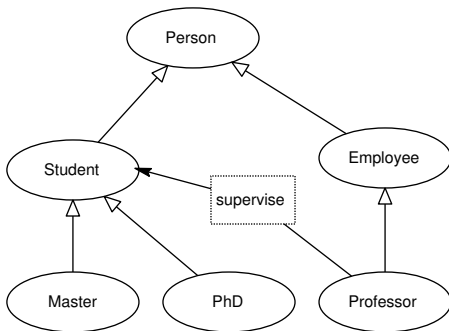 Person
Student
Employee
supervise
Master
PhD
Professor